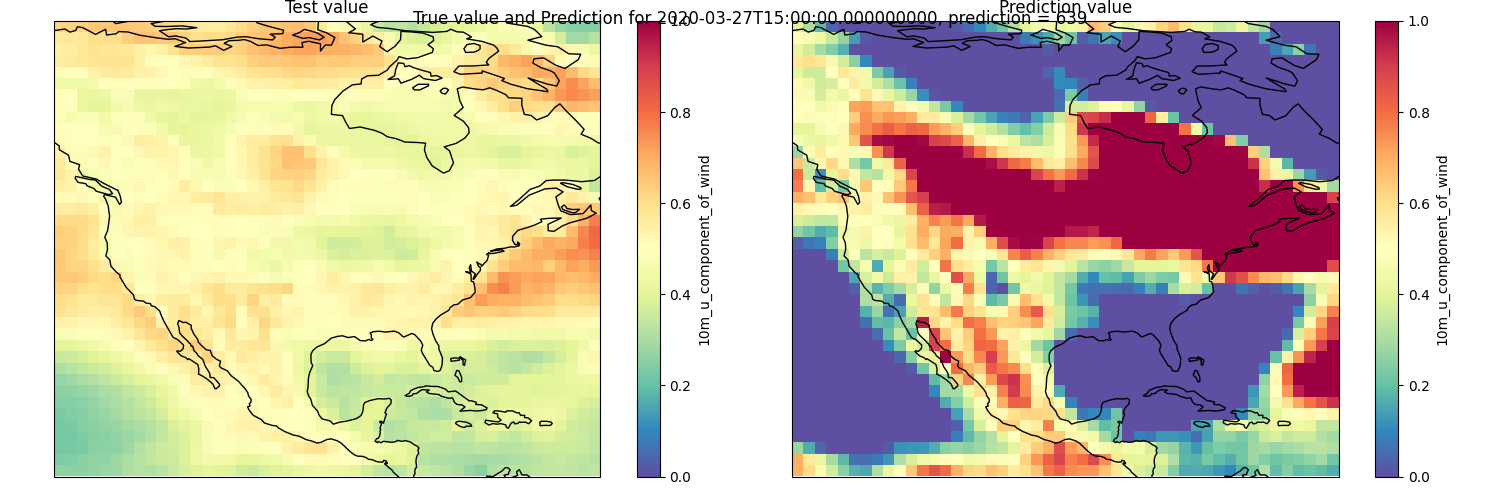 True value and Prediction for 2020-03-27T15:00:00.000000000, prediction = 639
Test value
1.0
0.8
0.6
0.4
0.2
0.0
10m_u_component_of_wind
Prediction value
1.0
0.8
0.6
0.4
0.2
0.0
10m_u_component_of_wind